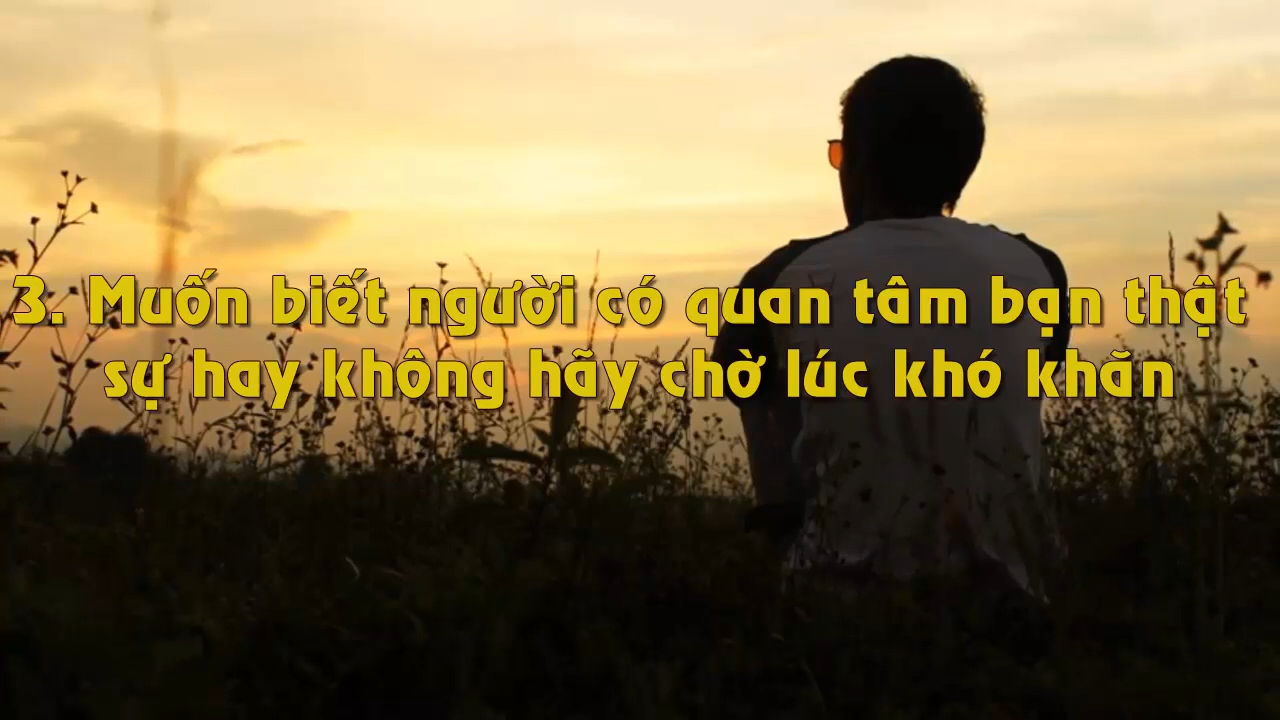 3. Muốn biết người có quan tâm bạn thật
sự hay không hãy chờ lúc khó khăn